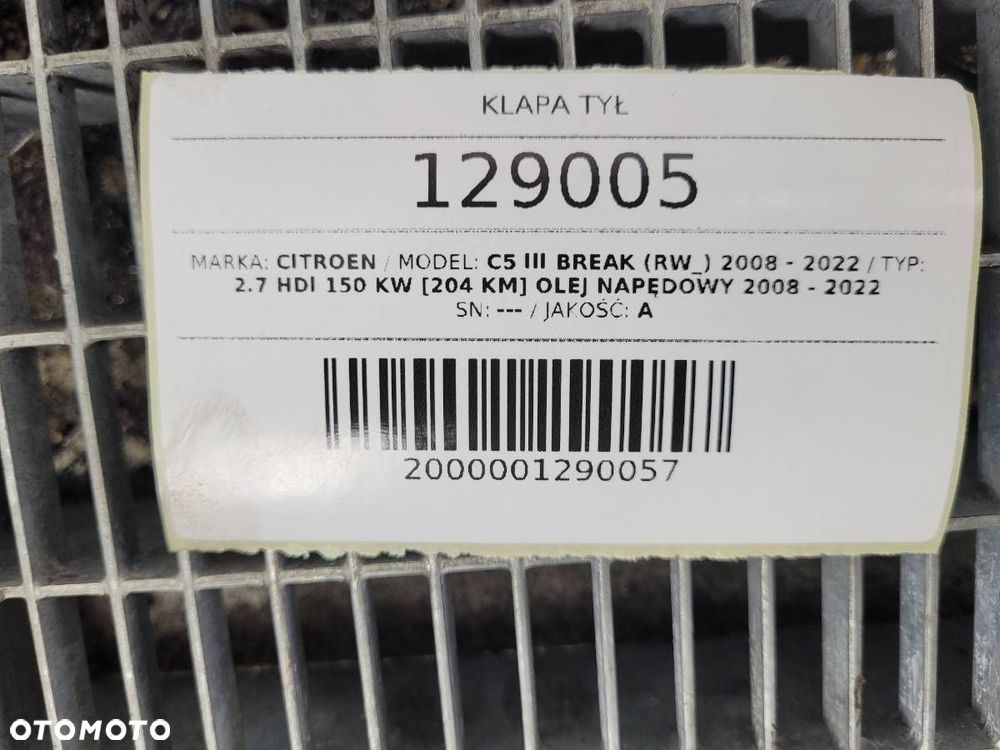 KLAPA TYŁ
129005
MARKA: CITROEN / MODEL: C5 III BREAK (RW_) 2008 - 2022 / TYP:
2.7 HDI 150 KW [204 KM] OLEJ NAPĘDOWY 2008 - 2022
SN: --- / JAKOŚĆ: A
2000001290057
OTOMOTO